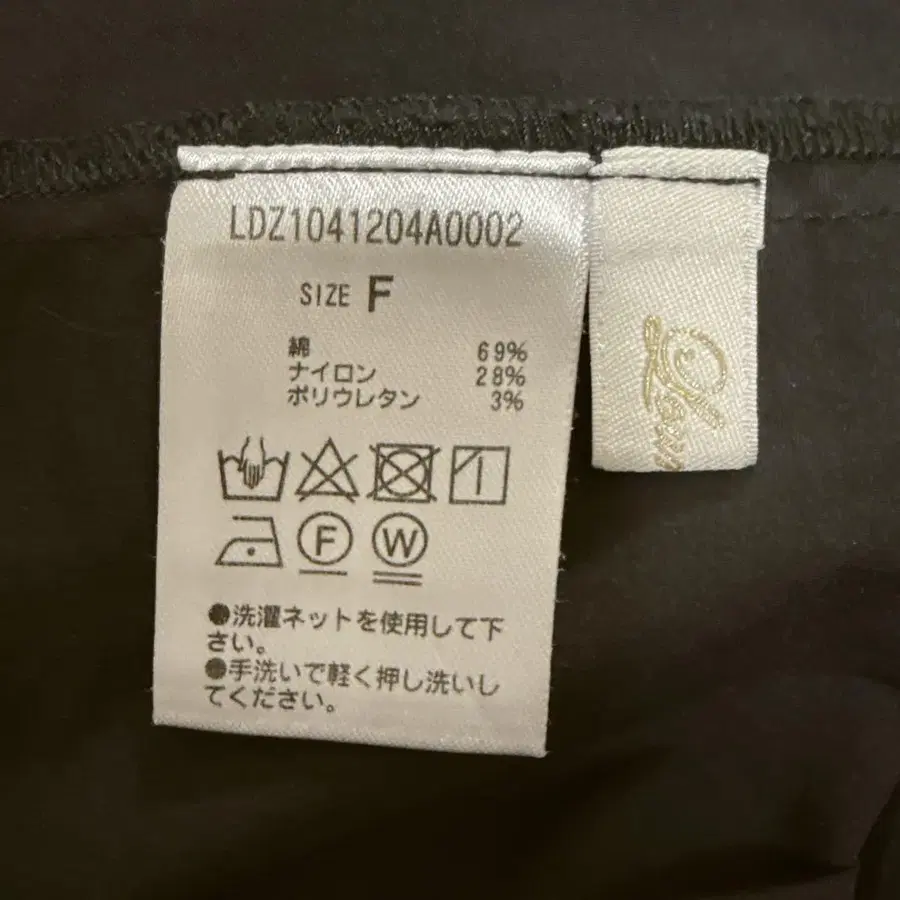 LDZ1041204A0002
SIZE F
綿 69%
ナイロン 28%
ポリウレタン 3%
F W
●洗濯ネットを使用して下
さい。
●手洗いで軽く押し洗いし
てください。